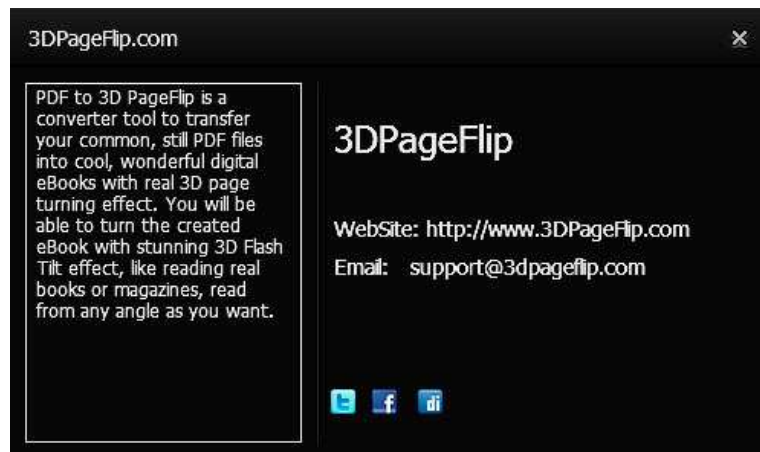 3DPageFlip.com
PDF to 3D PageFlip is a
converter tool to transfer
your common, still PDF files
into cool, wonderful digital
eBooks with real 3D page
turning effect. You will be
able to turn the created
eBook with stunning 3D Flash
Tilt effect, like reading real
books or magazines, read
from any angle as you want.
3DPageFlip
WebSite: http://www.3DPageFlip.com
Email: support@3dpageflip.com
t f di